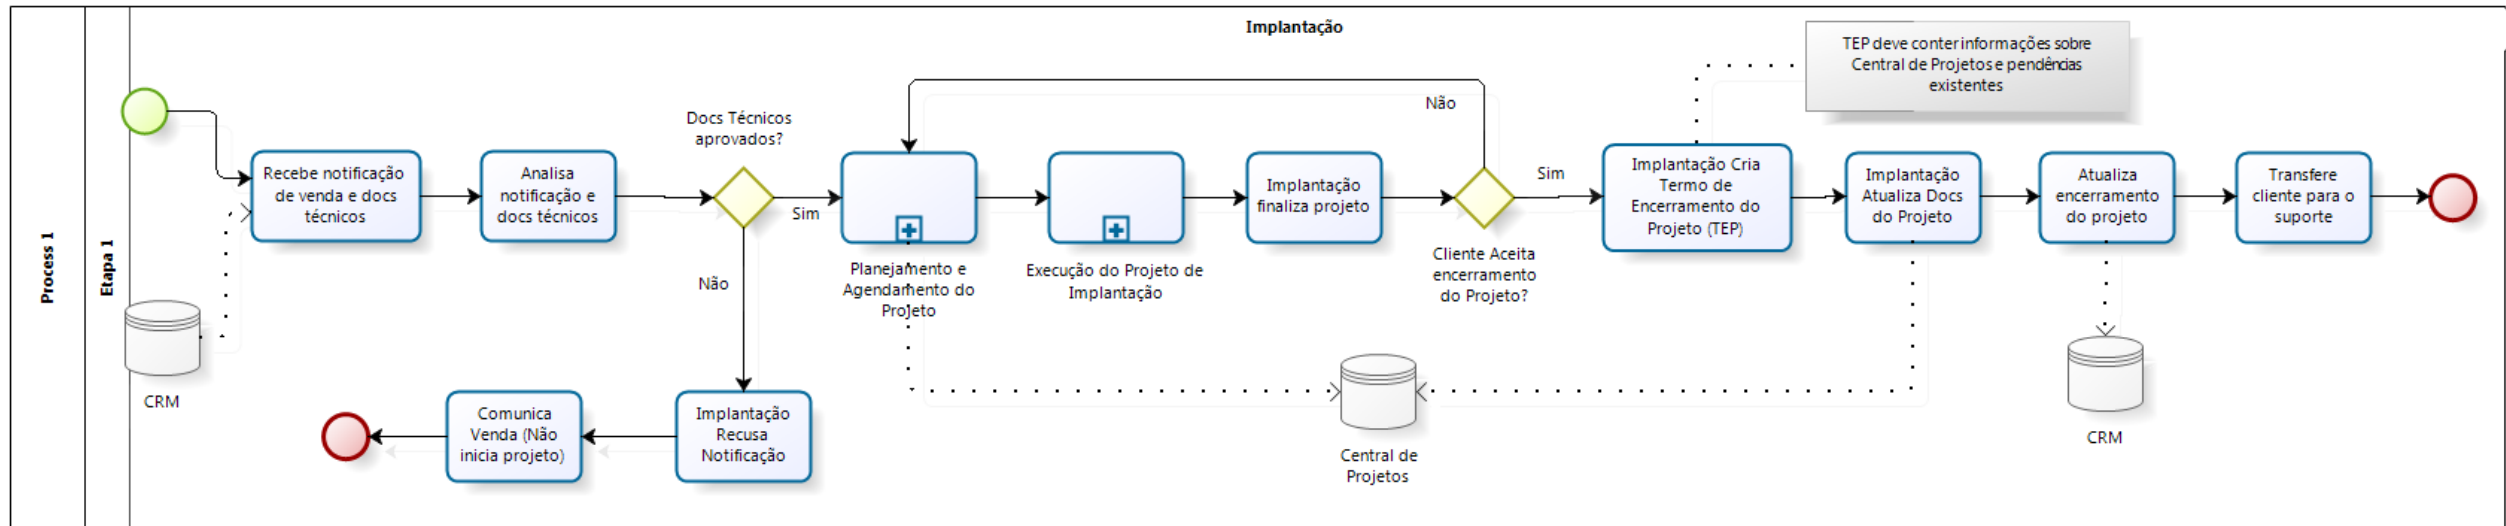 Implantação
Process 1
Etapa 1
TEP deve conter informações sobre
Central de Projetos e pendências
existentes
Não
Docs Técnicos
aprovados?
Recebe notificação
de venda e docs
técnicos
Analisa
notificação e
docs técnicos
Sim
Não
Planejamento e
Agendamento do
Projeto
Execução do Projeto de
Implantação
Implantação
finaliza projeto
Sim
Cliente Aceita
encerramento
do Projeto?
Implantação Cria
Termo de
Encerramento do
Projeto (TEP)
Implantação
Atualiza Docs
do Projeto
Atualiza
encerramento
do projeto
Transfere
cliente para o
suporte
CRM
Comunica
Venda (Não
inicia projeto)
Implantação
Recusa
Notificação
Central de
Projetos
CRM